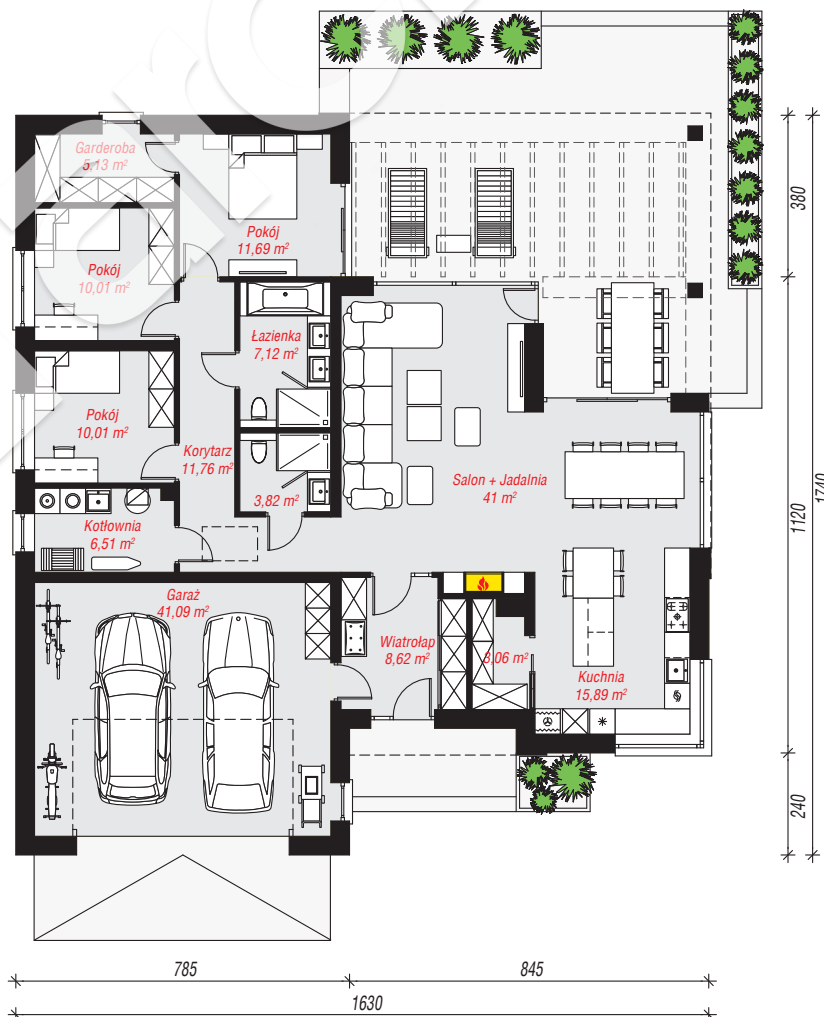 Garderoba
5,13 m²
Pokój
11,69 m²
380
Pokój
10,01 m²
Łazienka
7,12 m²
Pokój
10,01 m²
Korytarz
11,76 m²
Salon + Jadalnia
41 m²
3,82 m²
1120
1740
Kotłownia
6,51 m²
Garaż
41,09 m²
Wiatrołap
8,62 m²
3,06 m²
Kuchnia
15,89 m²
240
785
845
1630